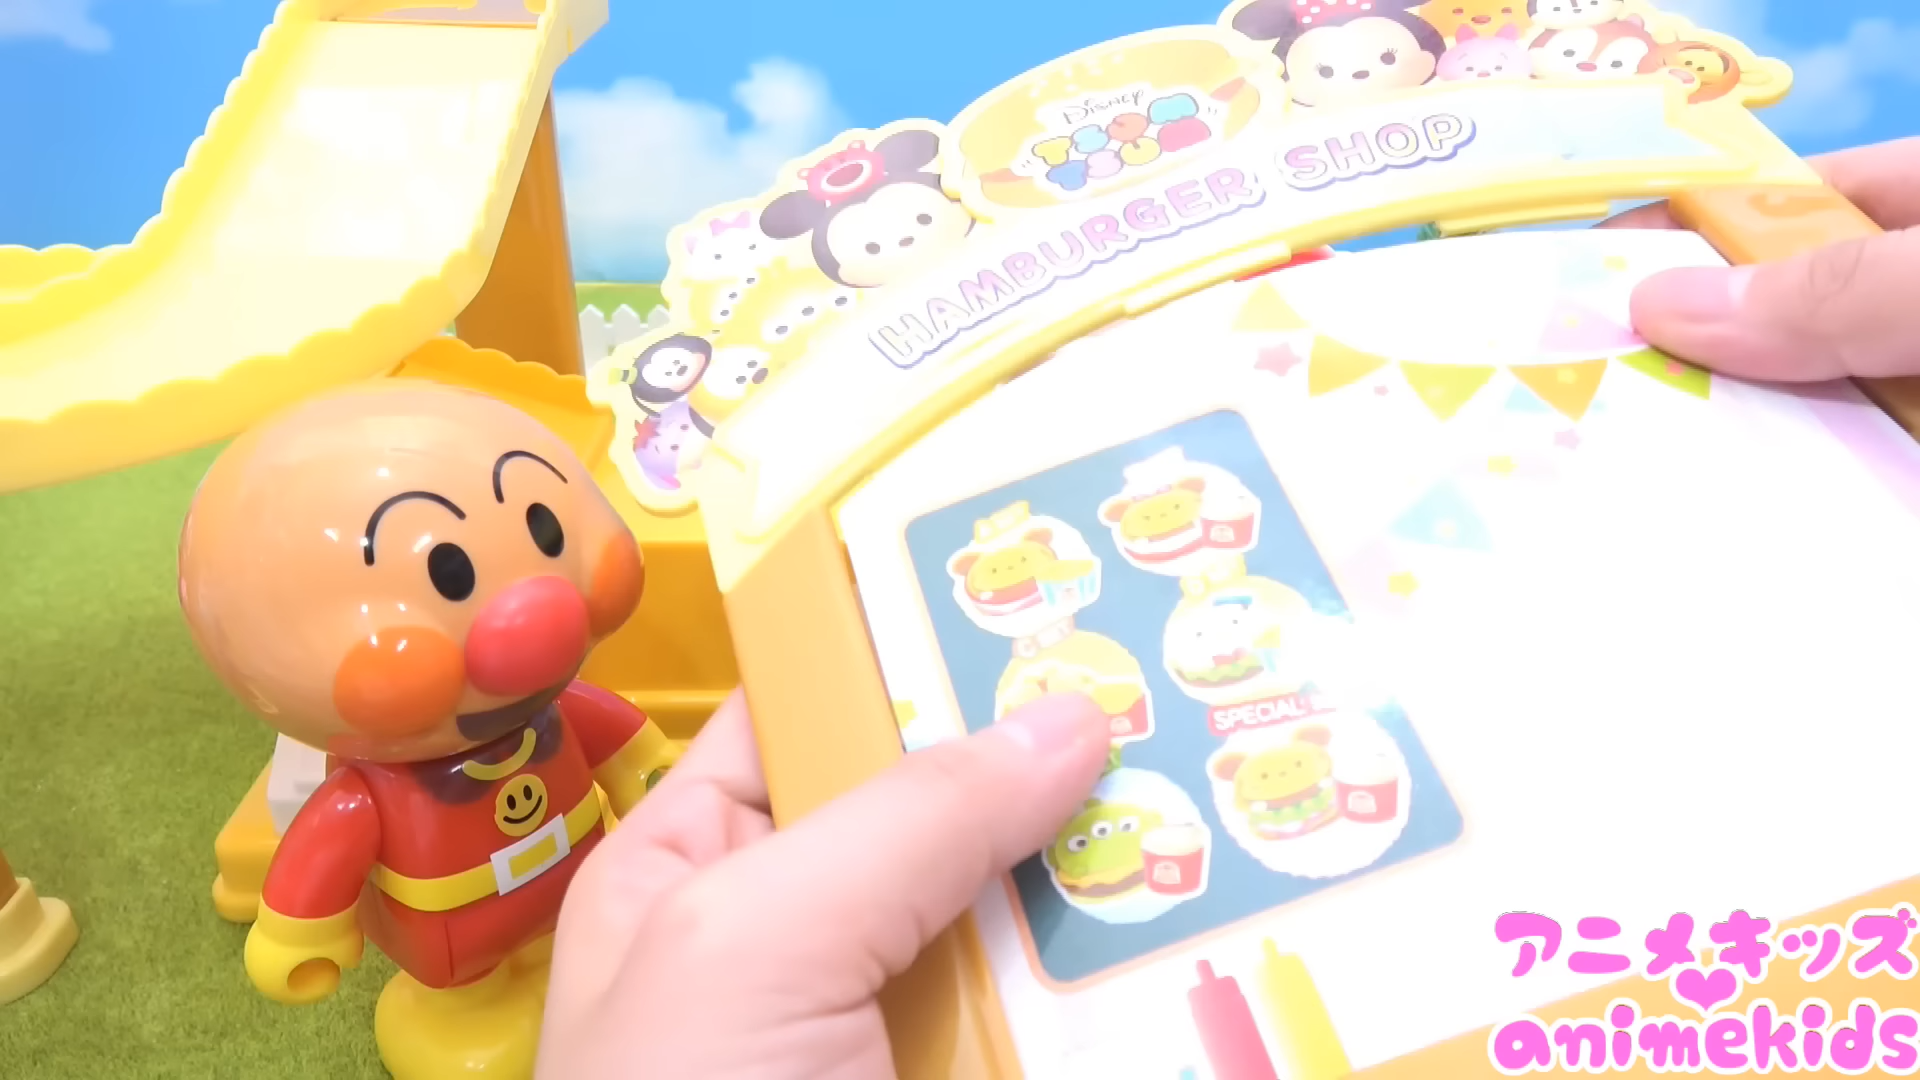 Disney
TSUM
TSUM
HAMBURGER SHOP
SPECIAL
アニメキッズ
animekids